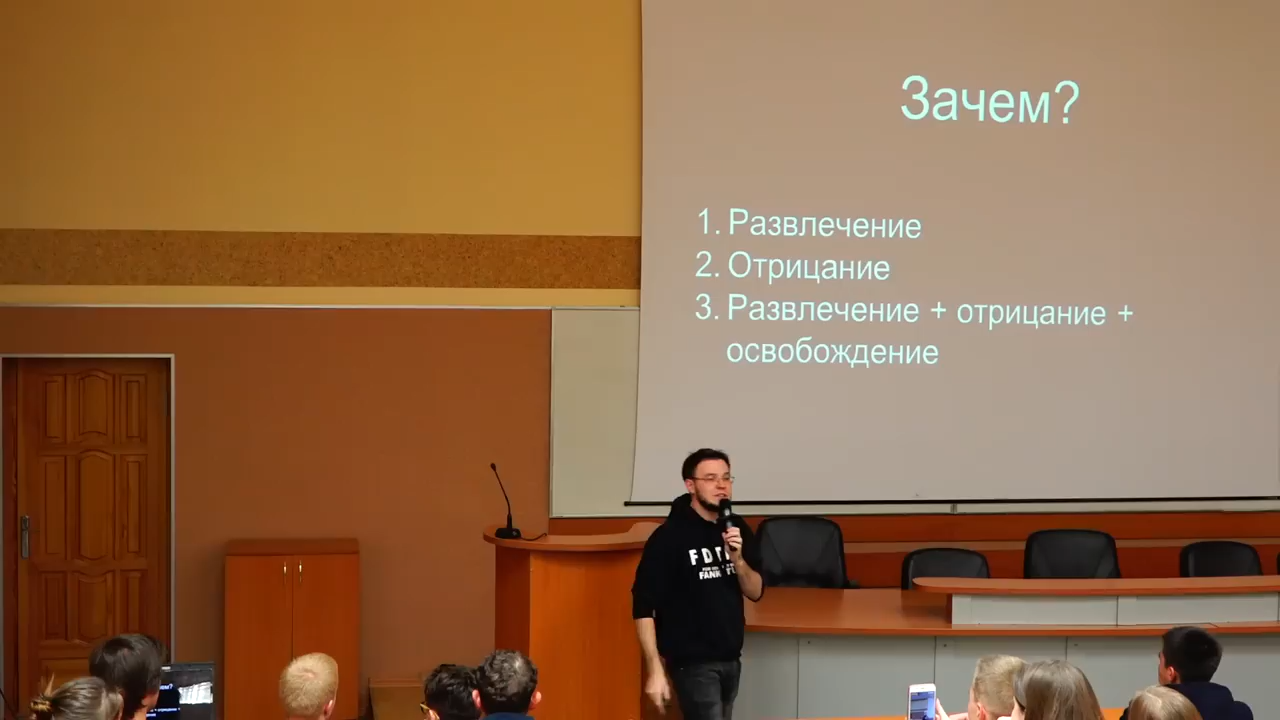 Зачем?
1. Развлечение
2. Отрицание
3. Развлечение + отрицание +
освобождение